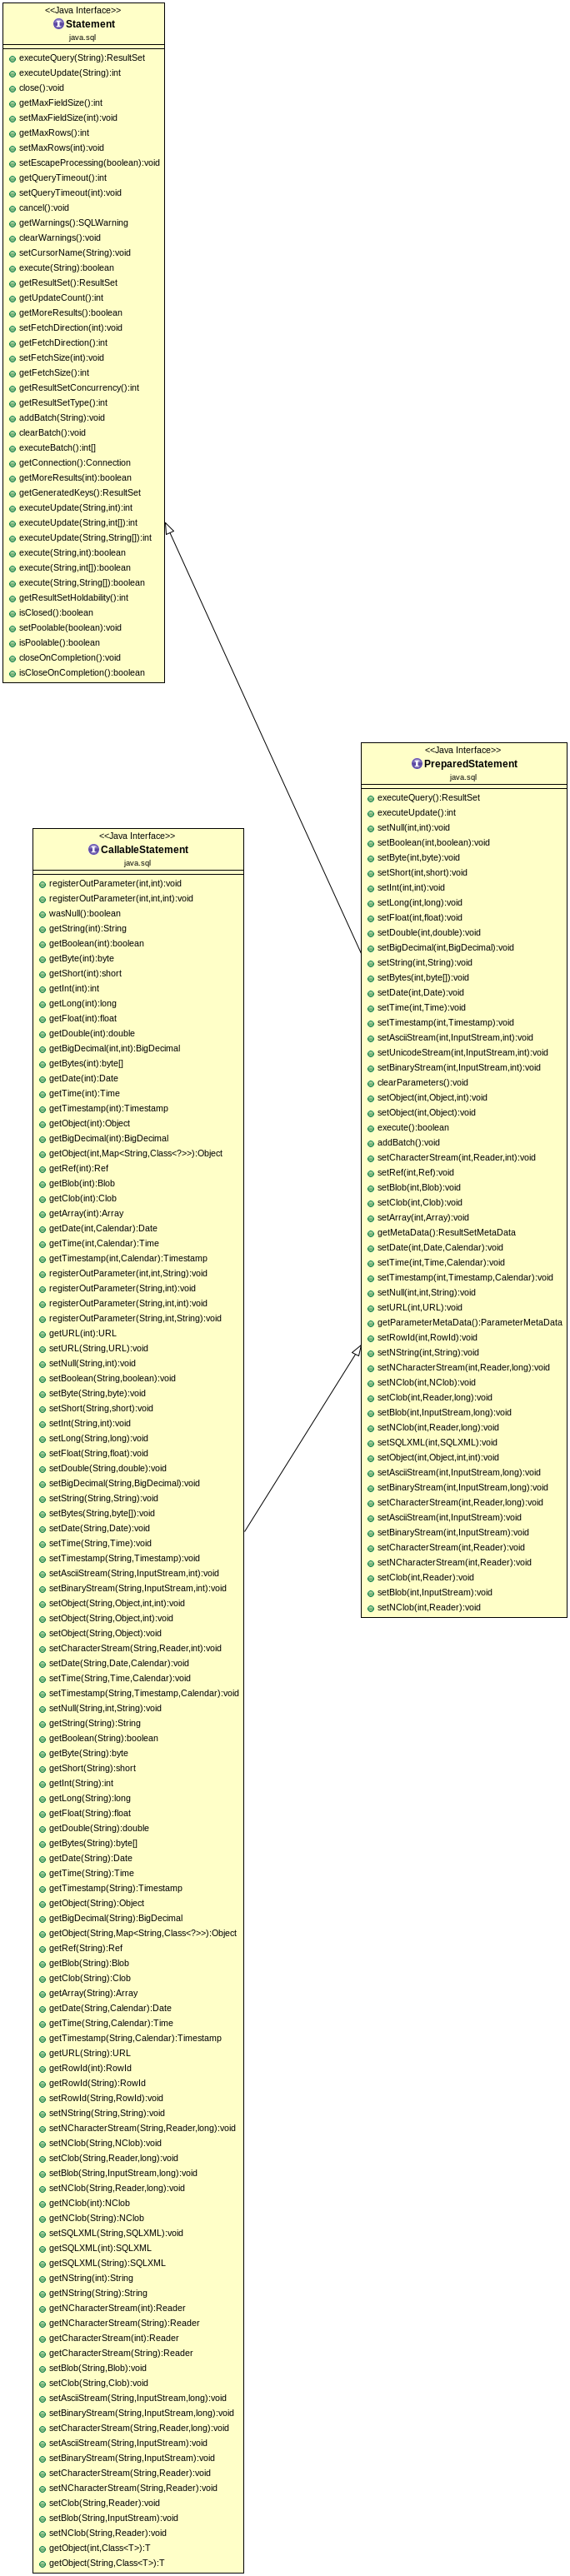 <<Java Interface>>
Statement
java.sql
executeQuery(String):ResultSet
executeUpdate(String):int
close():void
getMaxFieldSize():int
setMaxFieldSize(int):void
getMaxRows():int
setMaxRows(int):void
setEscapeProcessing(boolean):void
getQueryTimeout():int
setQueryTimeout(int):void
cancel():void
getWarnings():SQLWarning
clearWarnings():void
setCursorName(String):void
execute(String):boolean
getResultSet():ResultSet
getUpdateCount():int
getMoreResults():boolean
setFetchDirection(int):void
getFetchDirection():int
setFetchSize(int):void
getFetchSize():int
getResultSetConcurrency():int
getResultSetType():int
addBatch(String):void
clearBatch():void
executeBatch():int[]
getConnection():Connection
getMoreResults(int):boolean
getGeneratedKeys():ResultSet
executeUpdate(String,int):int
executeUpdate(String,int[]):int
executeUpdate(String,String[]):int
execute(String,int):boolean
execute(String,int[]):boolean
execute(String,String[]):boolean
getResultSetHoldability():int
isClosed():boolean
setPoolable(boolean):void
isPoolable():boolean
closeOnCompletion():void
isCloseOnCompletion():boolean
<<Java Interface>>
PreparedStatement
java.sql
executeQuery():ResultSet
executeUpdate():int
setNull(int,int):void
setBoolean(int,boolean):void
setByte(int,byte):void
setShort(int,short):void
setInt(int,int):void
setLong(int,long):void
setFloat(int,float):void
setDouble(int,double):void
setBigDecimal(int,BigDecimal):void
setString(int,String):void
setBytes(int,byte[]):void
setDate(int,Date):void
setTime(int,Time):void
setTimestamp(int,Timestamp):void
setAsciiStream(int,InputStream,int):void
setUnicodeStream(int,InputStream,int):void
setBinaryStream(int,InputStream,int):void
clearParameters():void
setObject(int,Object,int):void
setObject(int,Object):void
execute():boolean
addBatch():void
setCharacterStream(int,Reader,int):void
setRef(int,Ref):void
setBlob(int,Blob):void
setClob(int,Clob):void
setArray(int,Array):void
getMetaData():ResultSetMetaData
setDate(int,Date,Calendar):void
setTime(int,Time,Calendar):void
setTimestamp(int,Timestamp,Calendar):void
setNull(int,int,String):void
setURL(int,URL):void
getParameterMetaData():ParameterMetaData
setRowId(int,RowId):void
setNString(int,String):void
setNCharacterStream(int,Reader,long):void
setNClob(int,NClob):void
setClob(int,Reader,long):void
setBlob(int,InputStream,long):void
setNClob(int,Reader,long):void
setSQLXML(int,SQLXML):void
setObject(int,Object,int,int):void
setAsciiStream(int,InputStream,long):void
setBinaryStream(int,InputStream,long):void
setCharacterStream(int,Reader,long):void
setAsciiStream(int,InputStream):void
setBinaryStream(int,InputStream):void
setCharacterStream(int,Reader):void
setNCharacterStream(int,Reader):void
setClob(int,Reader):void
setBlob(int,InputStream):void
setNClob(int,Reader):void
<<Java Interface>>
CallableStatement
java.sql
registerOutParameter(int,int):void
registerOutParameter(int,int,int):void
wasNull():boolean
getString(int):String
getBoolean(int):boolean
getByte(int):byte
getShort(int):short
getInt(int):int
getLong(int):long
getFloat(int):float
getDouble(int):double
getBigDecimal(int,int):BigDecimal
getBytes(int):byte[]
getDate(int):Date
getTime(int):Time
getTimestamp(int):Timestamp
getObject(int):Object
getBigDecimal(int):BigDecimal
getObject(int,Map<String,Class<?>>):Object
getRef(int):Ref
getBlob(int):Blob
getClob(int):Clob
getArray(int):Array
getDate(int,Calendar):Date
getTime(int,Calendar):Time
getTimestamp(int,Calendar):Timestamp
registerOutParameter(int,int,String):void
registerOutParameter(String,int):void
registerOutParameter(String,int,int):void
registerOutParameter(String,int,String):void
getURL(int):URL
setURL(String,URL):void
setNull(String,int):void
setBoolean(String,boolean):void
setByte(String,byte):void
setShort(String,short):void
setInt(String,int):void
setLong(String,long):void
setFloat(String,float):void
setDouble(String,double):void
setBigDecimal(String,BigDecimal):void
setString(String,String):void
setBytes(String,byte[]):void
setDate(String,Date):void
setTime(String,Time):void
setTimestamp(String,Timestamp):void
setAsciiStream(String,InputStream,int):void
setBinaryStream(String,InputStream,int):void
setObject(String,Object,int,int):void
setObject(String,Object,int):void
setObject(String,Object):void
setCharacterStream(String,Reader,int):void
setDate(String,Date,Calendar):void
setTime(String,Time,Calendar):void
setTimestamp(String,Timestamp,Calendar):void
setNull(String,int,String):void
getString(String):String
getBoolean(String):boolean
getByte(String):byte
getShort(String):short
getInt(String):int
getLong(String):long
getFloat(String):float
getDouble(String):double
getBytes(String):byte[]
getDate(String):Date
getTime(String):Time
getTimestamp(String):Timestamp
getObject(String):Object
getBigDecimal(String):BigDecimal
getObject(String,Map<String,Class<?>>):Object
getRef(String):Ref
getBlob(String):Blob
getClob(String):Clob
getArray(String):Array
getDate(String,Calendar):Date
getTime(String,Calendar):Time
getTimestamp(String,Calendar):Timestamp
getURL(String):URL
getRowId(int):RowId
getRowId(String):RowId
setRowId(String,RowId):void
setNString(String,String):void
setNCharacterStream(String,Reader,long):void
setNClob(String,NClob):void
setClob(String,Reader,long):void
setBlob(String,InputStream,long):void
setNClob(String,Reader,long):void
getNClob(int):NClob
getNClob(String):NClob
setSQLXML(String,SQLXML):void
getSQLXML(int):SQLXML
getSQLXML(String):SQLXML
getNString(int):String
getNString(String):String
getNCharacterStream(int):Reader
getNCharacterStream(String):Reader
getCharacterStream(int):Reader
getCharacterStream(String):Reader
setBlob(String,Blob):void
setClob(String,Clob):void
setAsciiStream(String,InputStream,long):void
setBinaryStream(String,InputStream,long):void
setCharacterStream(String,Reader,long):void
setAsciiStream(String,InputStream):void
setBinaryStream(String,InputStream):void
setCharacterStream(String,Reader):void
setNCharacterStream(String,Reader):void
setClob(String,Reader):void
setBlob(String,InputStream):void
setNClob(String,Reader):void
getObject(int,Class<T>):T
getObject(String,Class<T>):T